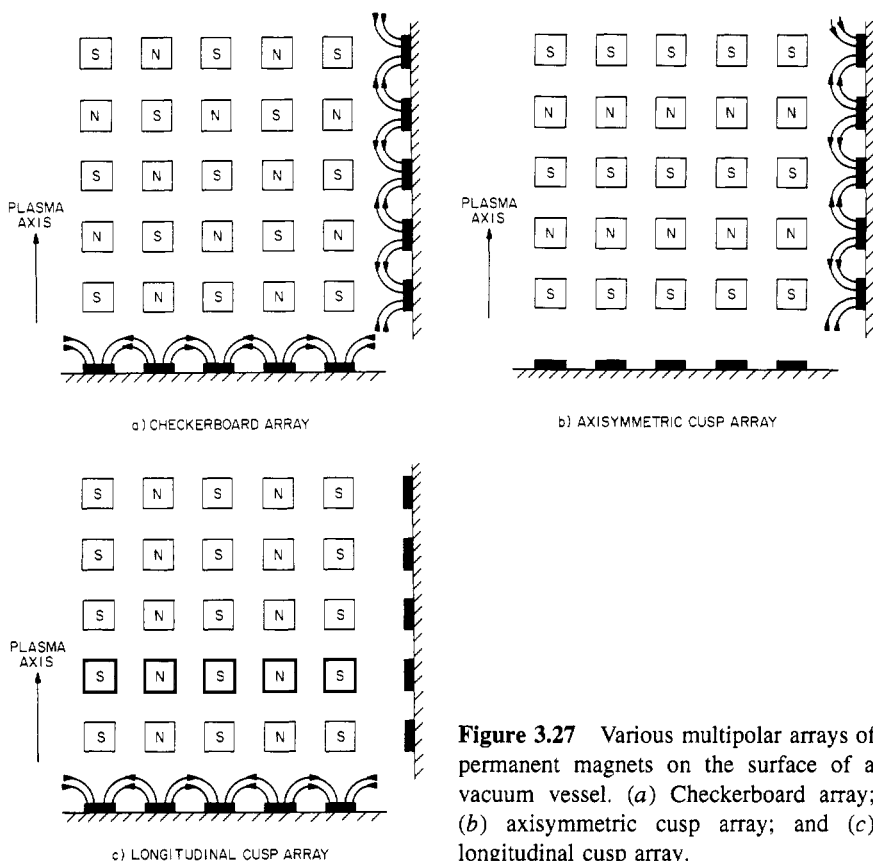 S N S N S
N S N S N
S N S N S
PLASMA
AXIS
N S N S N
S N S N S
a) CHECKERBOARD ARRAY
S S S S S
N N N N N
S S S S S
PLASMA
AXIS
N N N N N
S S S S S
b) AXISYMMETRIC CUSP ARRAY
S N S N S
S N S N S
S N S N S
PLASMA
AXIS
S N S N S
S N S N S
c) LONGITUDINAL CUSP ARRAY
Figure 3.27 Various multipolar arrays of
permanent magnets on the surface of a
vacuum vessel. (a) Checkerboard array;
(b) axisymmetric cusp array; and (c)
longitudinal cusp array.